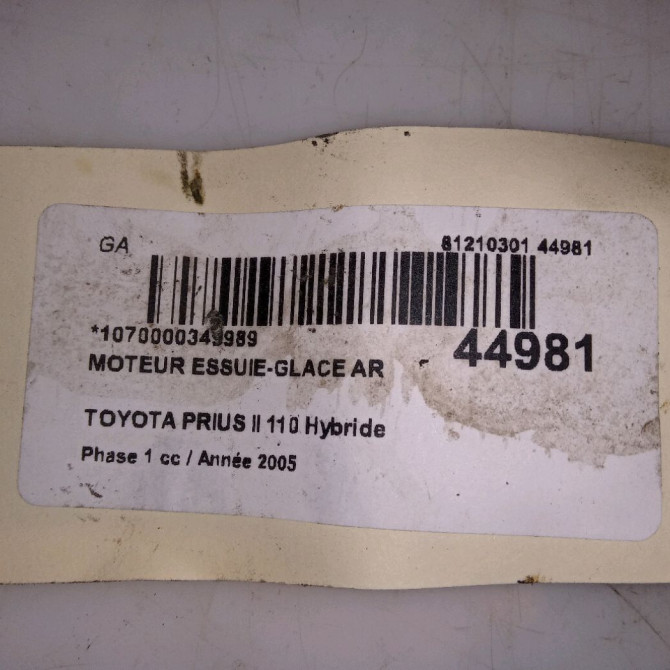 GA 81210301 44981
*1070000349989 44981
MOTEUR ESSUIE-GLACE AR -
TOYOTA PRIUS II 110 Hybride
Phase 1 cc / Année 2005